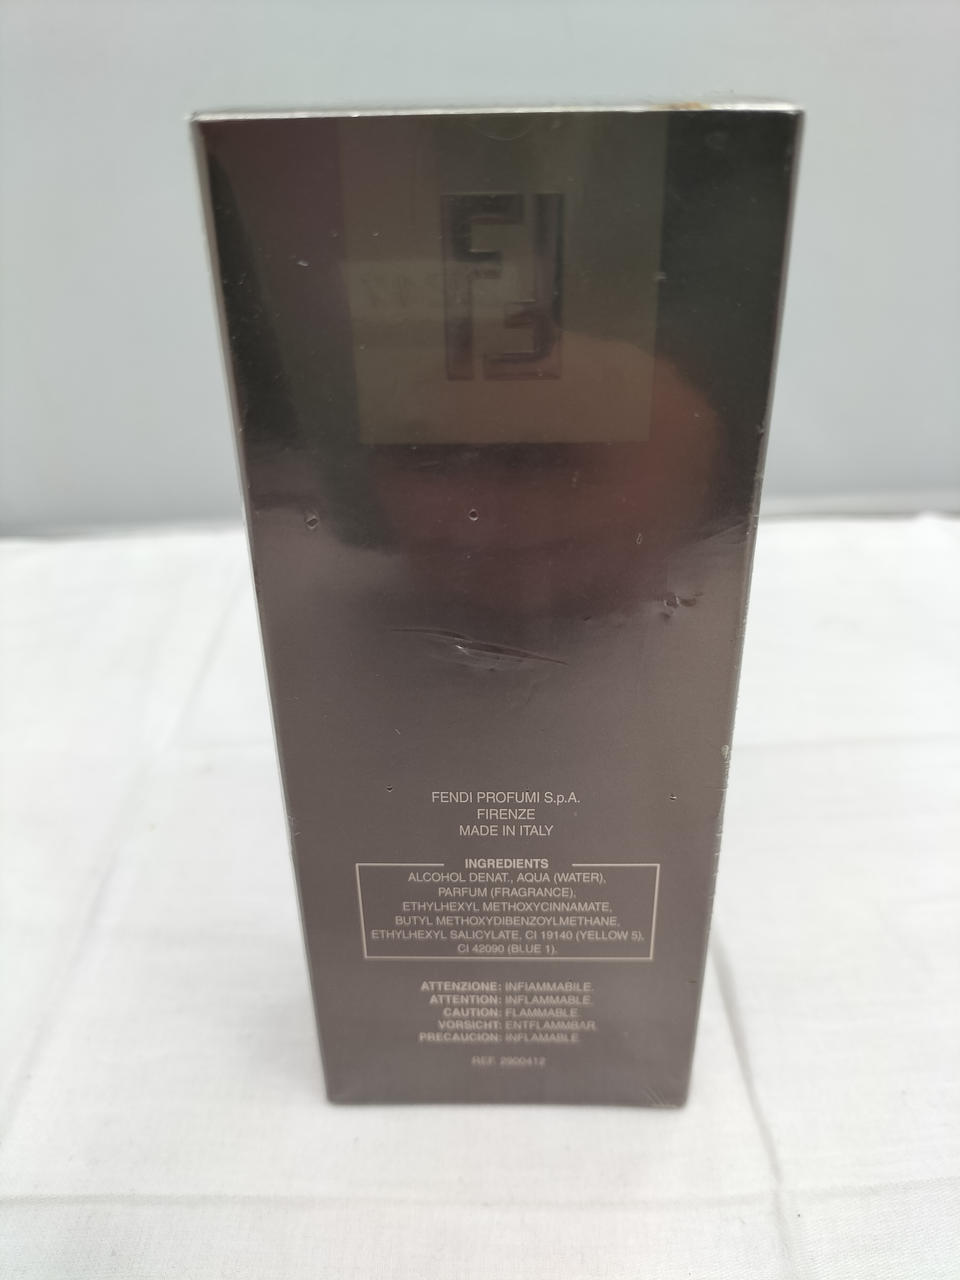 FENDI PROFUMI S.p.A.
FIRENZE
MADE IN ITALY
INGREDIENTS
ALCOHOL DENAT., AQUA (WATER),
PARFUM (FRAGRANCE),
ETHYLHEXYL METHOXYCINNAMATE,
BUTYL METHOXYDIBENZOYLMETHANE,
ETHYLHEXYL SALICYLATE, CI 19140 (YELLOW 5),
CI 42090 (BLUE 1).
ATTENZIONE: INFIAMMABILE.
ATTENTION: INFLAMMABLE.
CAUTION: FLAMMABLE.
VORSICHT: ENTFLAMMBAR.
PRECAUCION: INFLAMABLE.
REF. 2900412